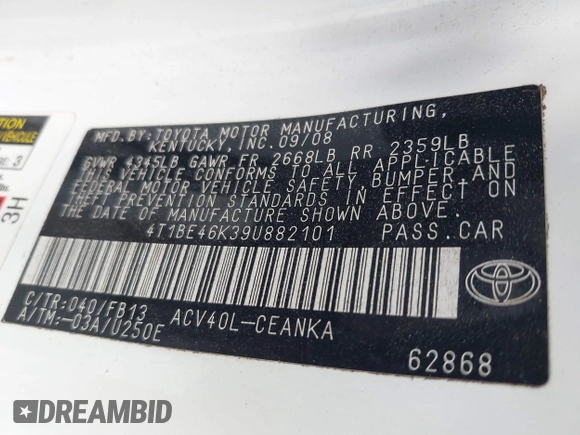 MFD. BY: TOYOTA MOTOR MANUFACTURING,
KENTUCKY, INC. 09/08
GVWR 4345LB GAWR FR 2668LB RR 2359LB
THIS VEHICLE CONFORMS TO ALL APPLICABLE
FEDERAL MOTOR VEHICLE SAFETY, BUMPER, AND
THEFT PREVENTION STANDARDS IN EFFECT ON
THE DATE OF MANUFACTURE SHOWN ABOVE.
4T1BE46K39U882101 PASS. CAR
C/TR: 040/FB13 ACV40L-CEANKA
A/TM: -03A/U250E
62868
3
3H
DREAMBID